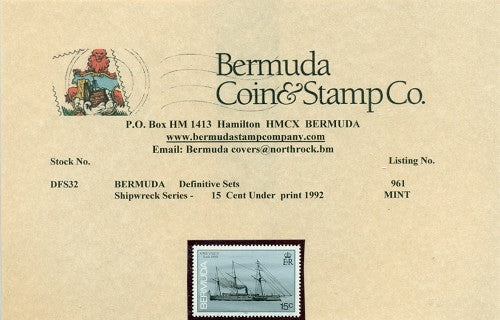 Bermuda
Coin&Stamp Co.
P.O. Box HM 1413 Hamilton HMCX BERMUDA
www.bermudastampcompany.com
Email: Bermuda covers@northrock.bm
Stock No. Listing No.
DFS32 BERMUDA Definitive Sets 961
Shipwreck Series - 15 Cent Under print 1992 MINT
BERMUDA
EIIR
15c